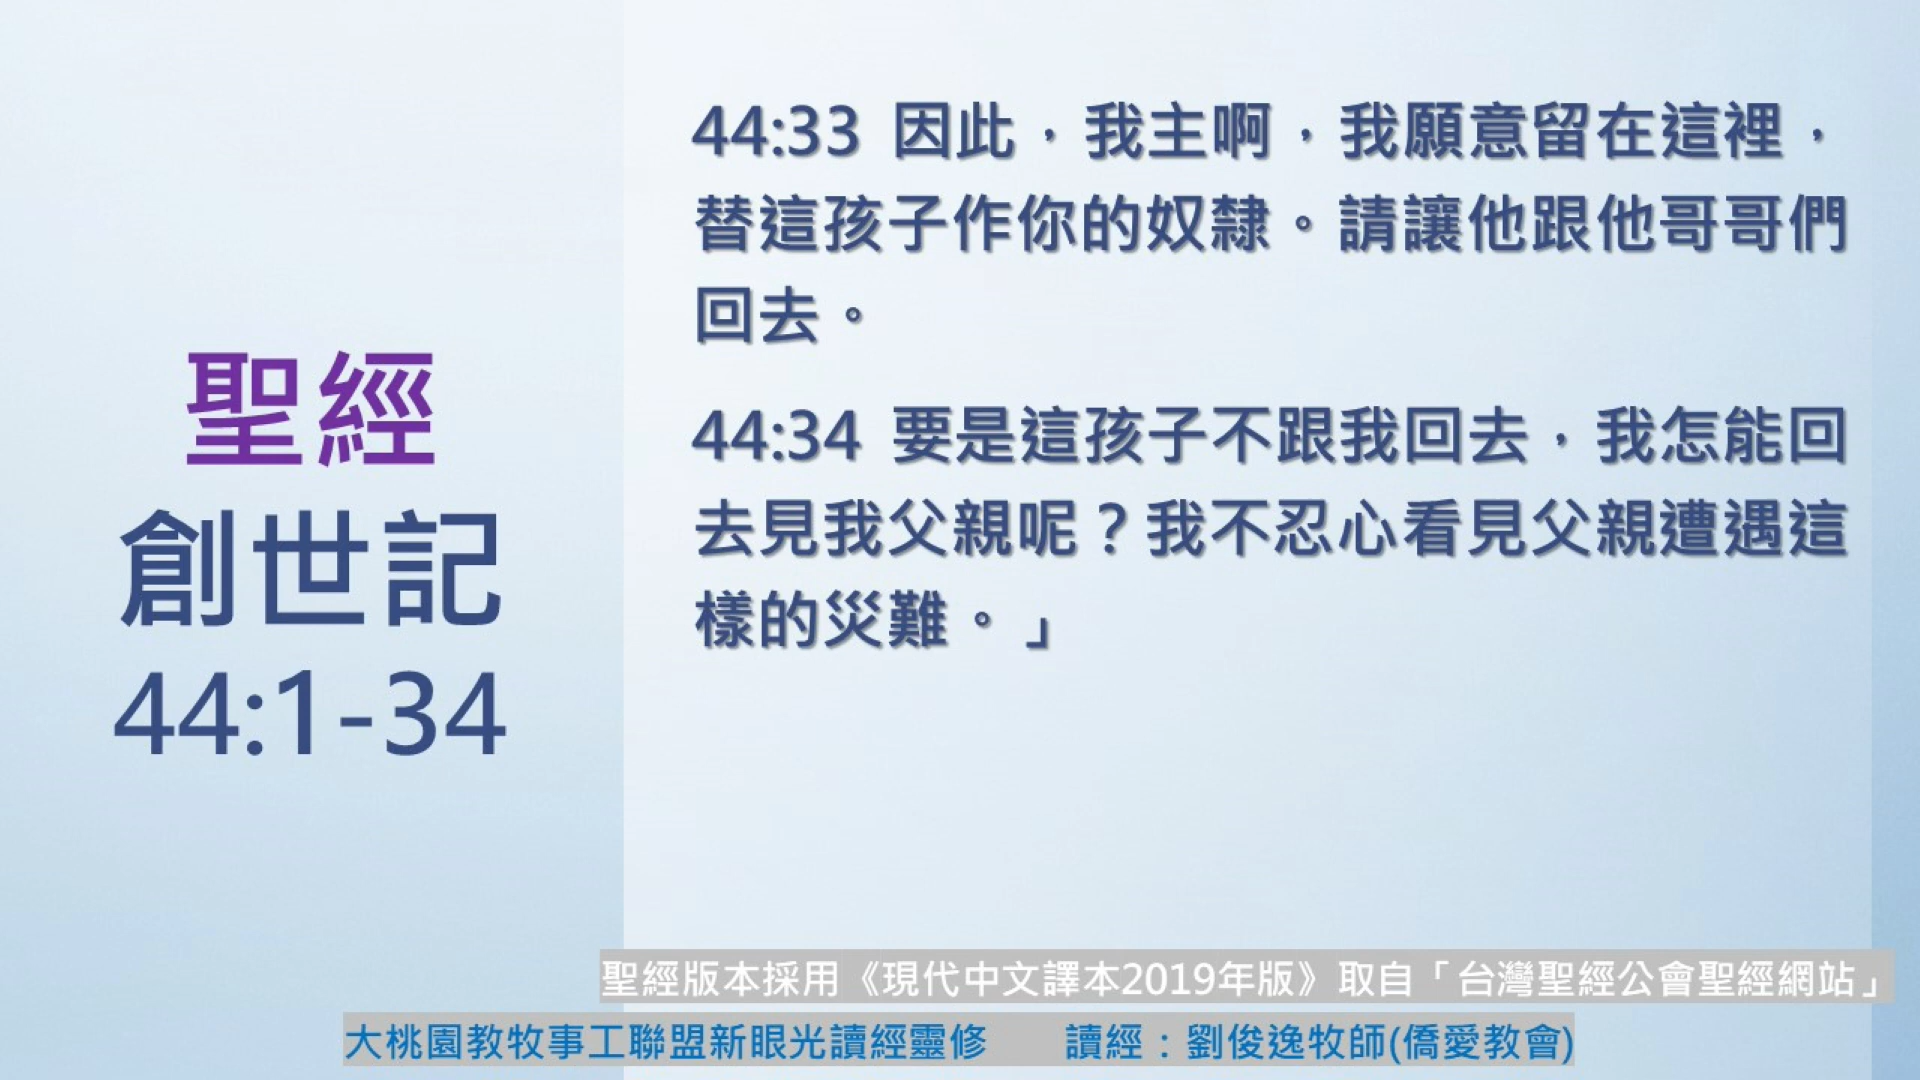 聖經
創世記
44:1-34
44:33 因此，我主啊，我願意留在這裡，
替這孩子作你的奴隸。請讓他跟他哥哥們
回去。
44:34 要是這孩子不跟我回去，我怎能回
去見我父親呢？我不忍心看見父親遭遇這
樣的災難。」
聖經版本採用《現代中文譯本2019年版》取自「台灣聖經公會聖經網站」
大桃園教牧事工聯盟新眼光讀經靈修 讀經：劉俊逸牧師(僑愛教會)